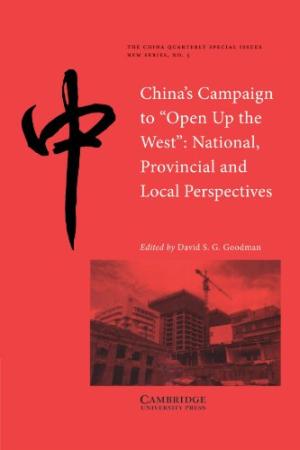 THE CHINA QUARTERLY SPECIAL ISSUES
NEW SERIES, NO. 5
中
China's Campaign
to “Open Up the
West”: National,
Provincial and
Local Perspectives
Edited by David S. G. Goodman
CAMBRIDGE
UNIVERSITY PRESS